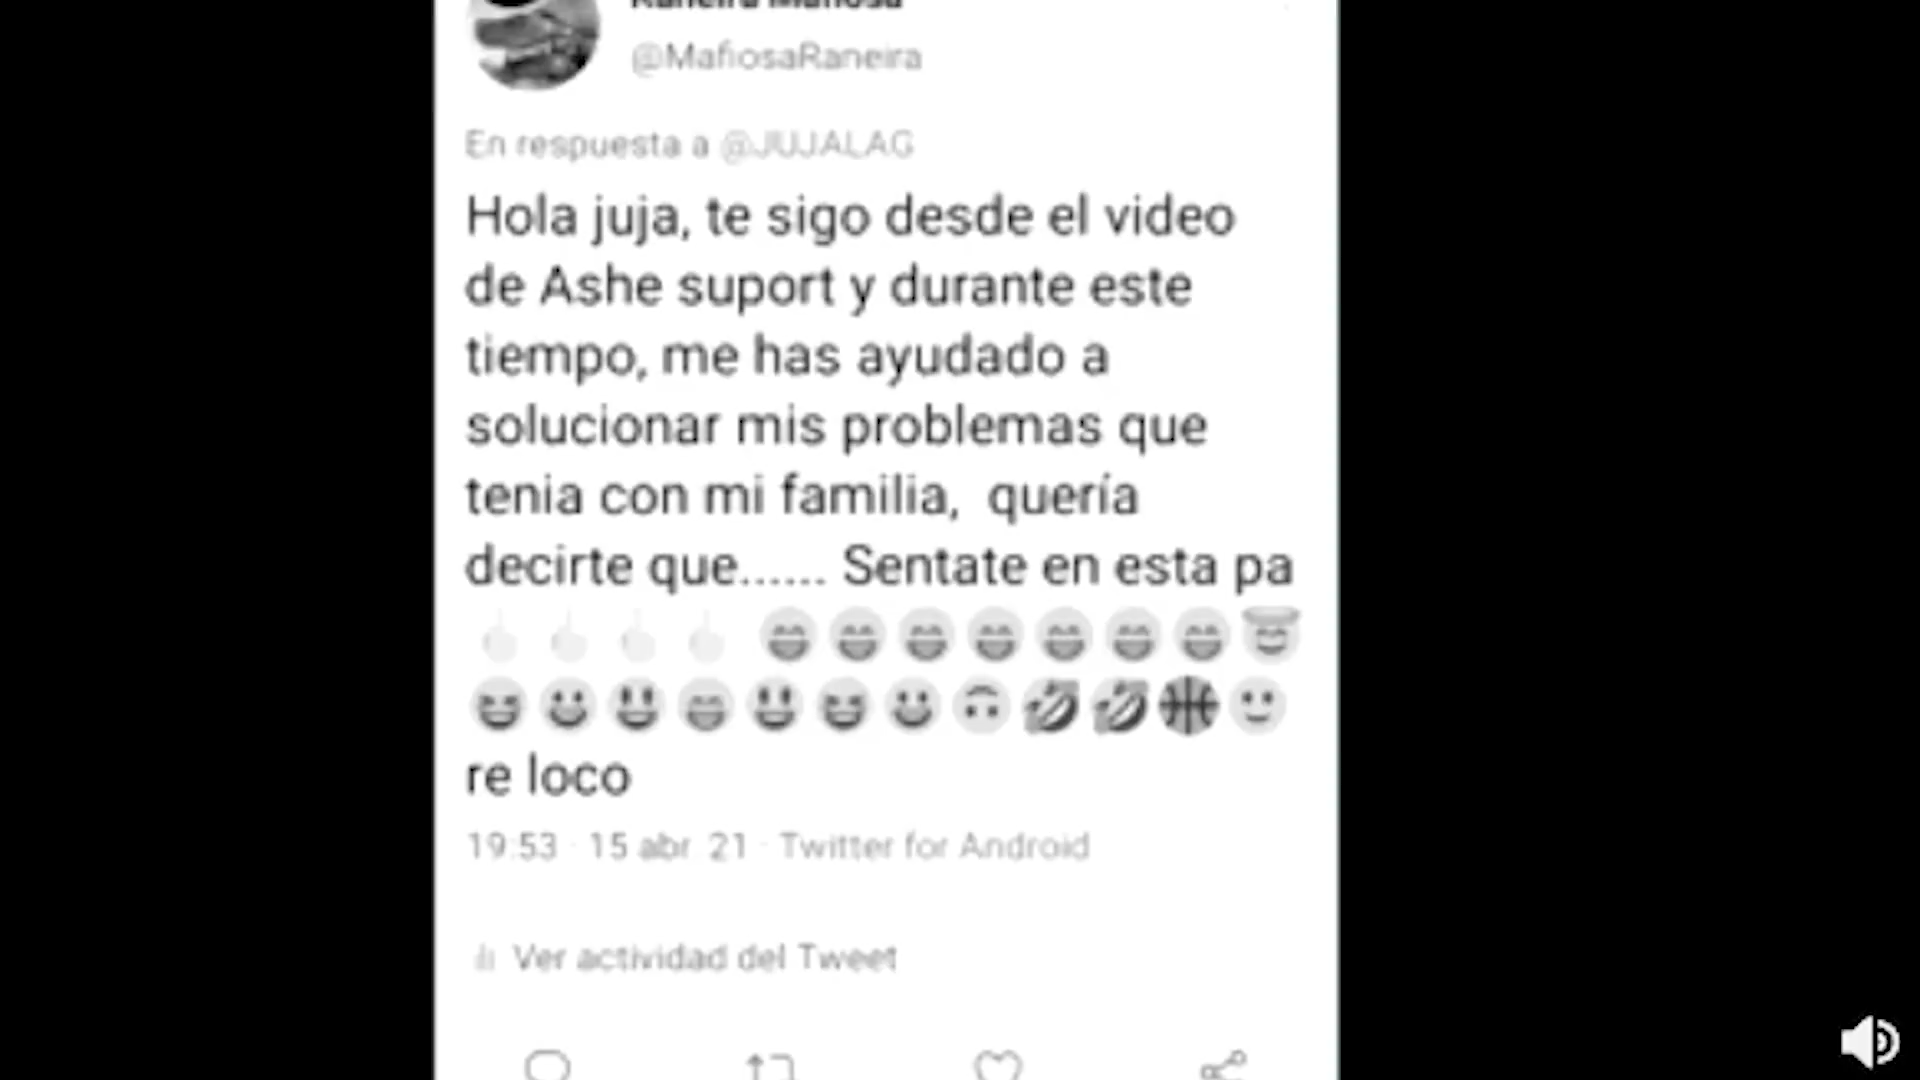 Raneira Mafiosa
@MafiosaRaneira
En respuesta a @JUJALAG
Hola juja, te sigo desde el video
de Ashe suport y durante este
tiempo, me has ayudado a
solucionar mis problemas que
tenia con mi familia,  quería
decirte que...... Sentate en esta pa
re loco
19:53 · 15 abr. 21 · Twitter for Android
Ver actividad del Tweet